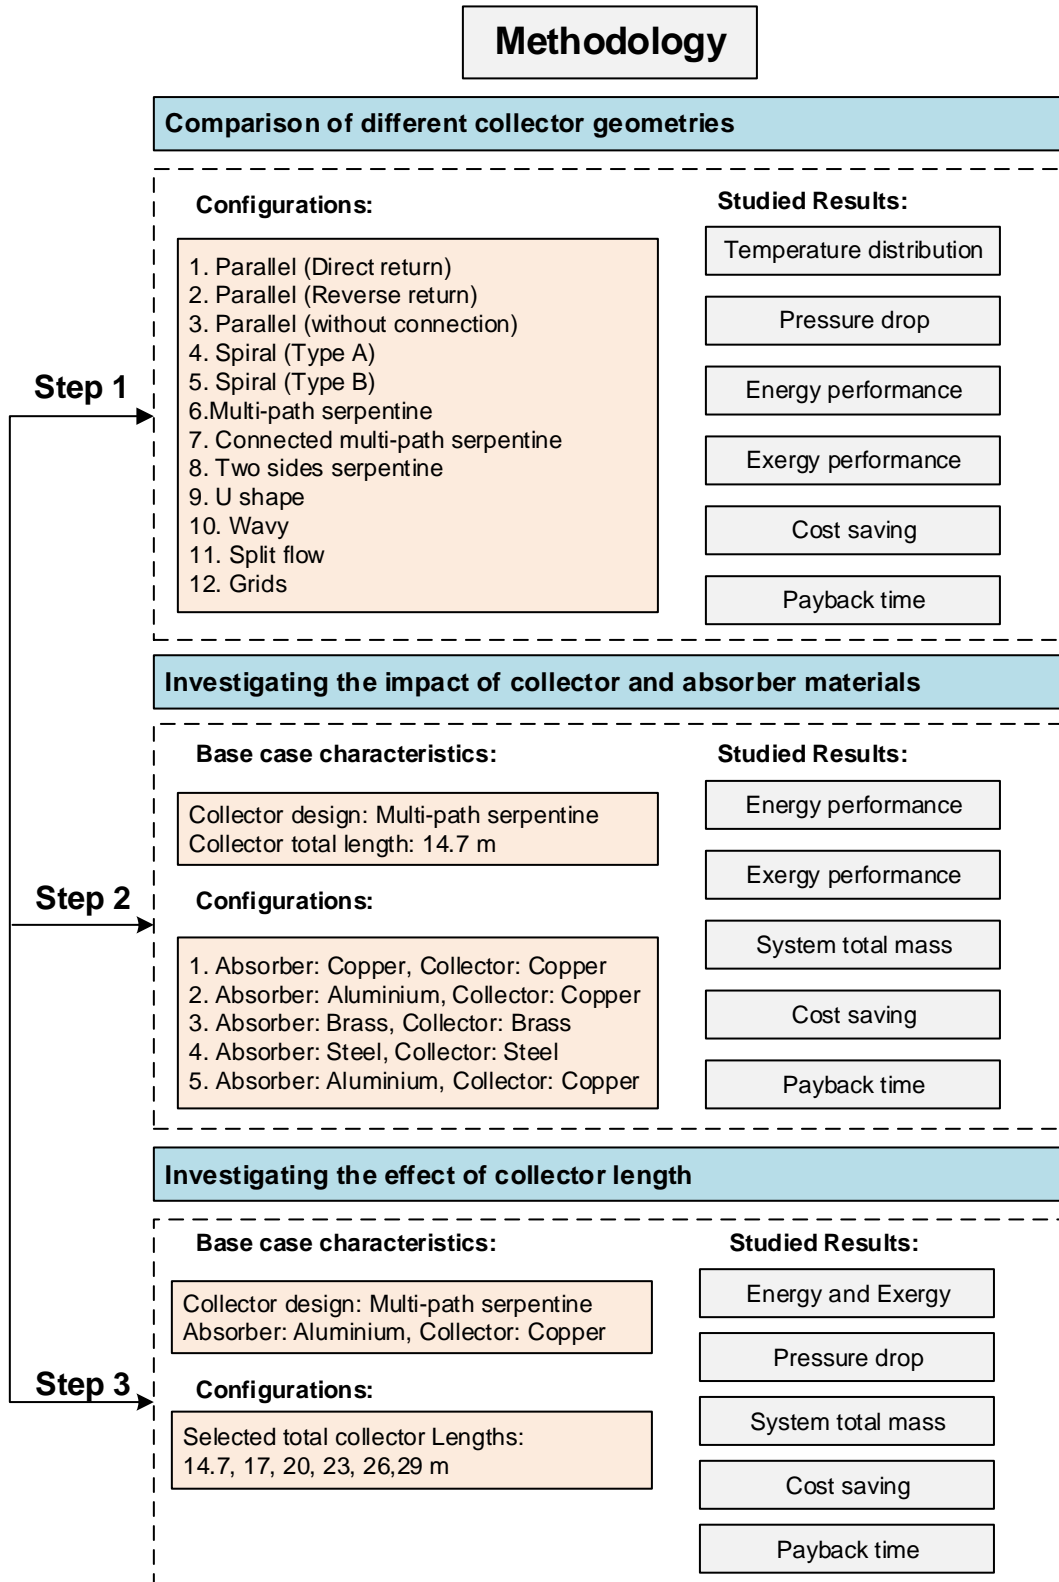 Methodology
Comparison of different collector geometries
Step 1
Configurations:
1. Parallel (Direct return)
2. Parallel (Reverse return)
3. Parallel (without connection)
4. Spiral (Type A)
5. Spiral (Type B)
6.Multi-path serpentine
7. Connected multi-path serpentine
8. Two sides serpentine
9. U shape
10. Wavy
11. Split flow
12. Grids
Studied Results:
Temperature distribution
Pressure drop
Energy performance
Exergy performance
Cost saving
Payback time
Investigating the impact of collector and absorber materials
Step 2
Base case characteristics:
Collector design: Multi-path serpentine
Collector total length: 14.7 m
Configurations:
1. Absorber: Copper, Collector: Copper
2. Absorber: Aluminium, Collector: Copper
3. Absorber: Brass, Collector: Brass
4. Absorber: Steel, Collector: Steel
5. Absorber: Aluminium, Collector: Copper
Studied Results:
Energy performance
Exergy performance
System total mass
Cost saving
Payback time
Investigating the effect of collector length
Step 3
Base case characteristics:
Collector design: Multi-path serpentine
Absorber: Aluminium, Collector: Copper
Configurations:
Selected total collector Lengths:
14.7, 17, 20, 23, 26,29 m
Studied Results:
Energy and Exergy
Pressure drop
System total mass
Cost saving
Payback time